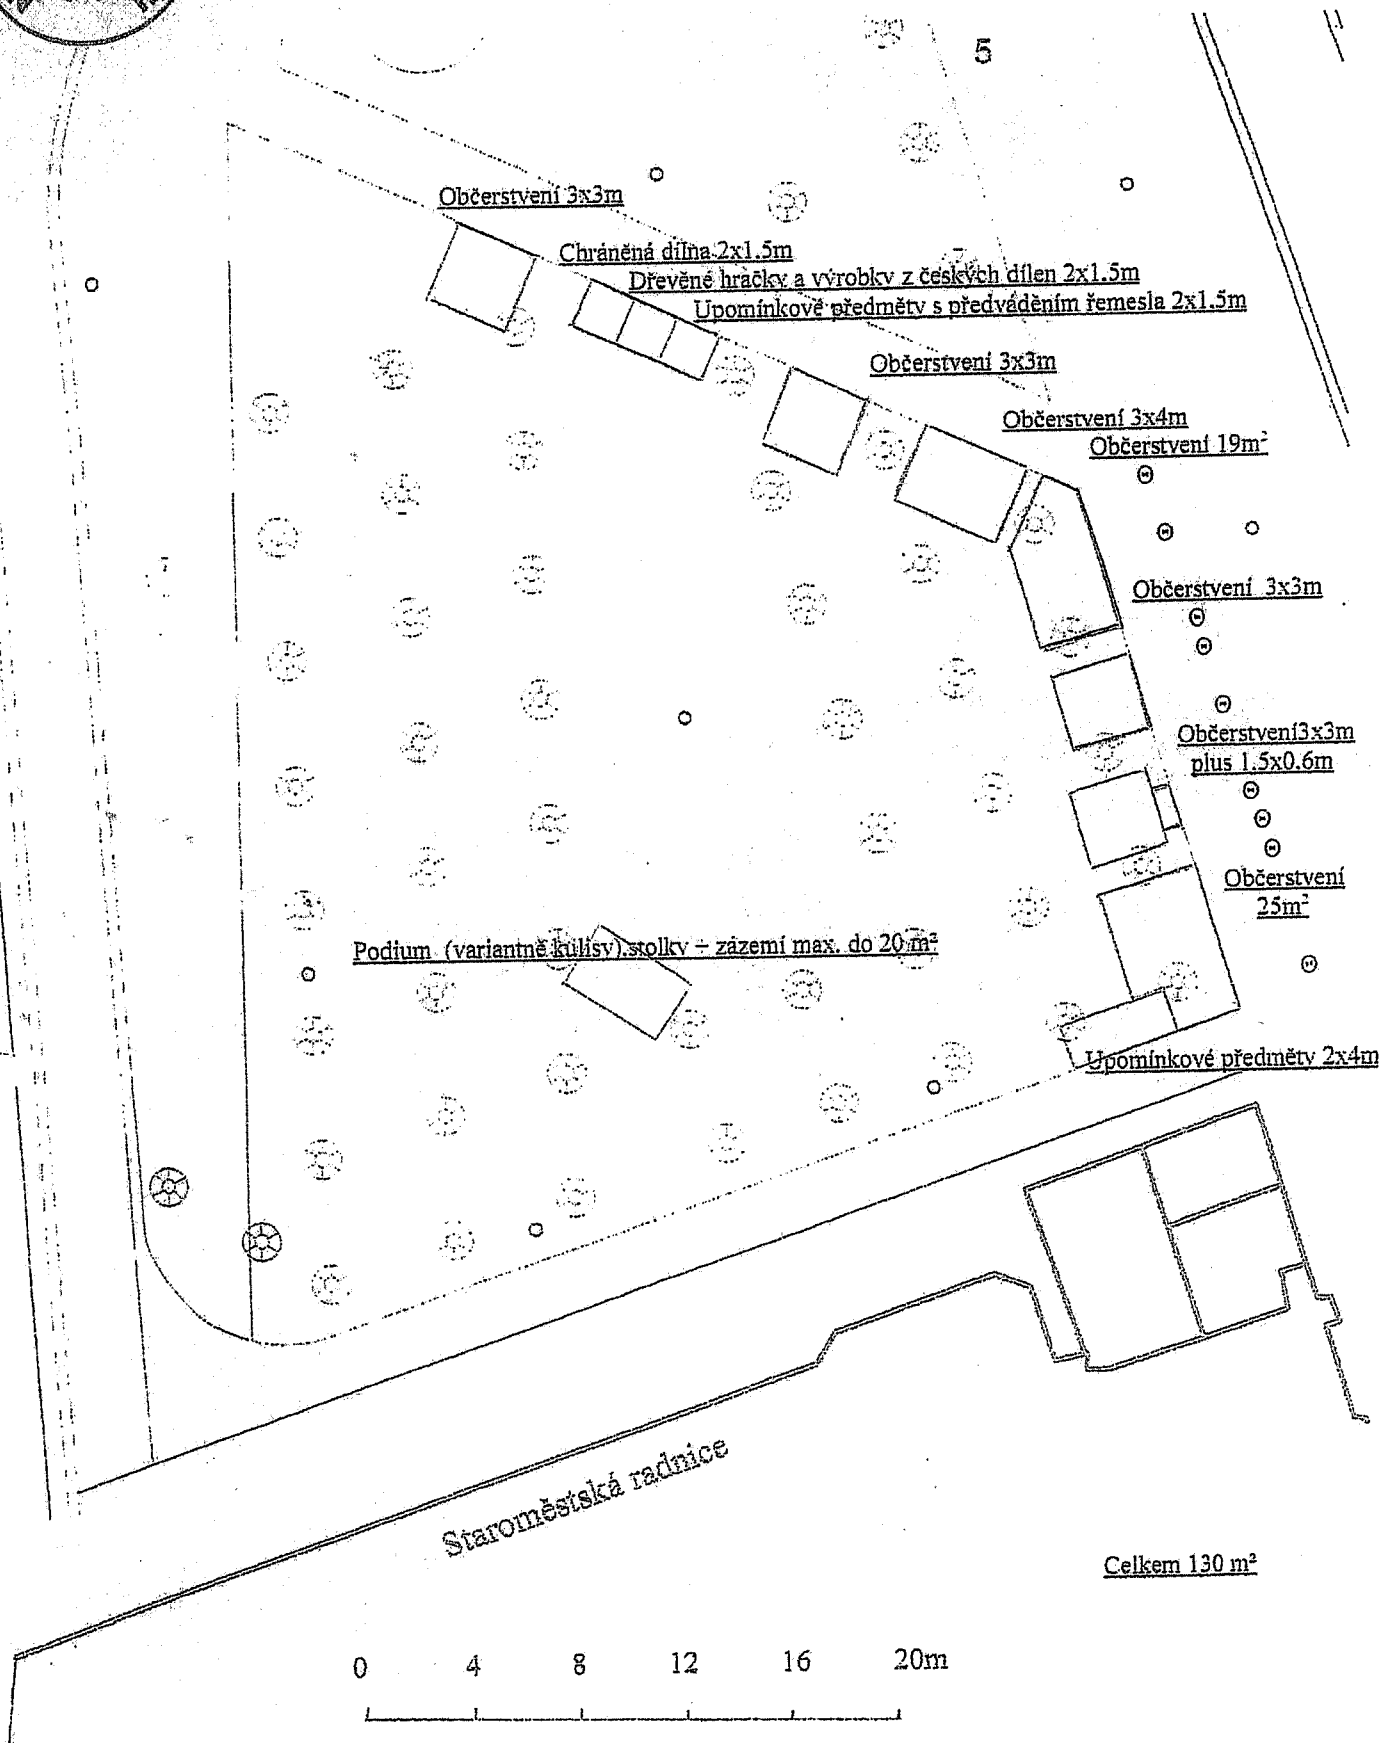 5
Občerstvení 3x3m
Chráněná dílna 2x1.5m
Dřevěné hračky a výrobky z českých dílen 2x1.5m
Upomínkové předměty s předváděním řemesla 2x1.5m
Občerstvení 3x3m
Občerstvení 3x4m
Občerstvení 19m²
Občerstvení 3x3m
Občerstvení3x3m
plus 1.5x0.6m
Občerstvení
25m²
Podium (variantně kulisy).stolky + zázemí max. do 20 m²
Upomínkové předměty 2x4m
Staroměstská radnice
Celkem 130 m²
0 4 8 12 16 20m